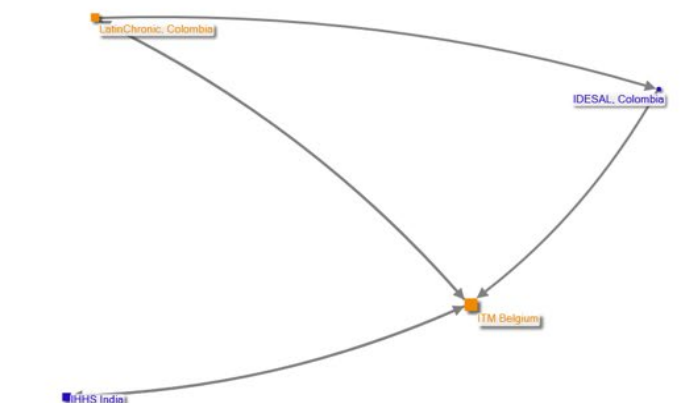 LatinChronic, Colombia
IDESAL, Colombia
ITM Belgium
IHHS India